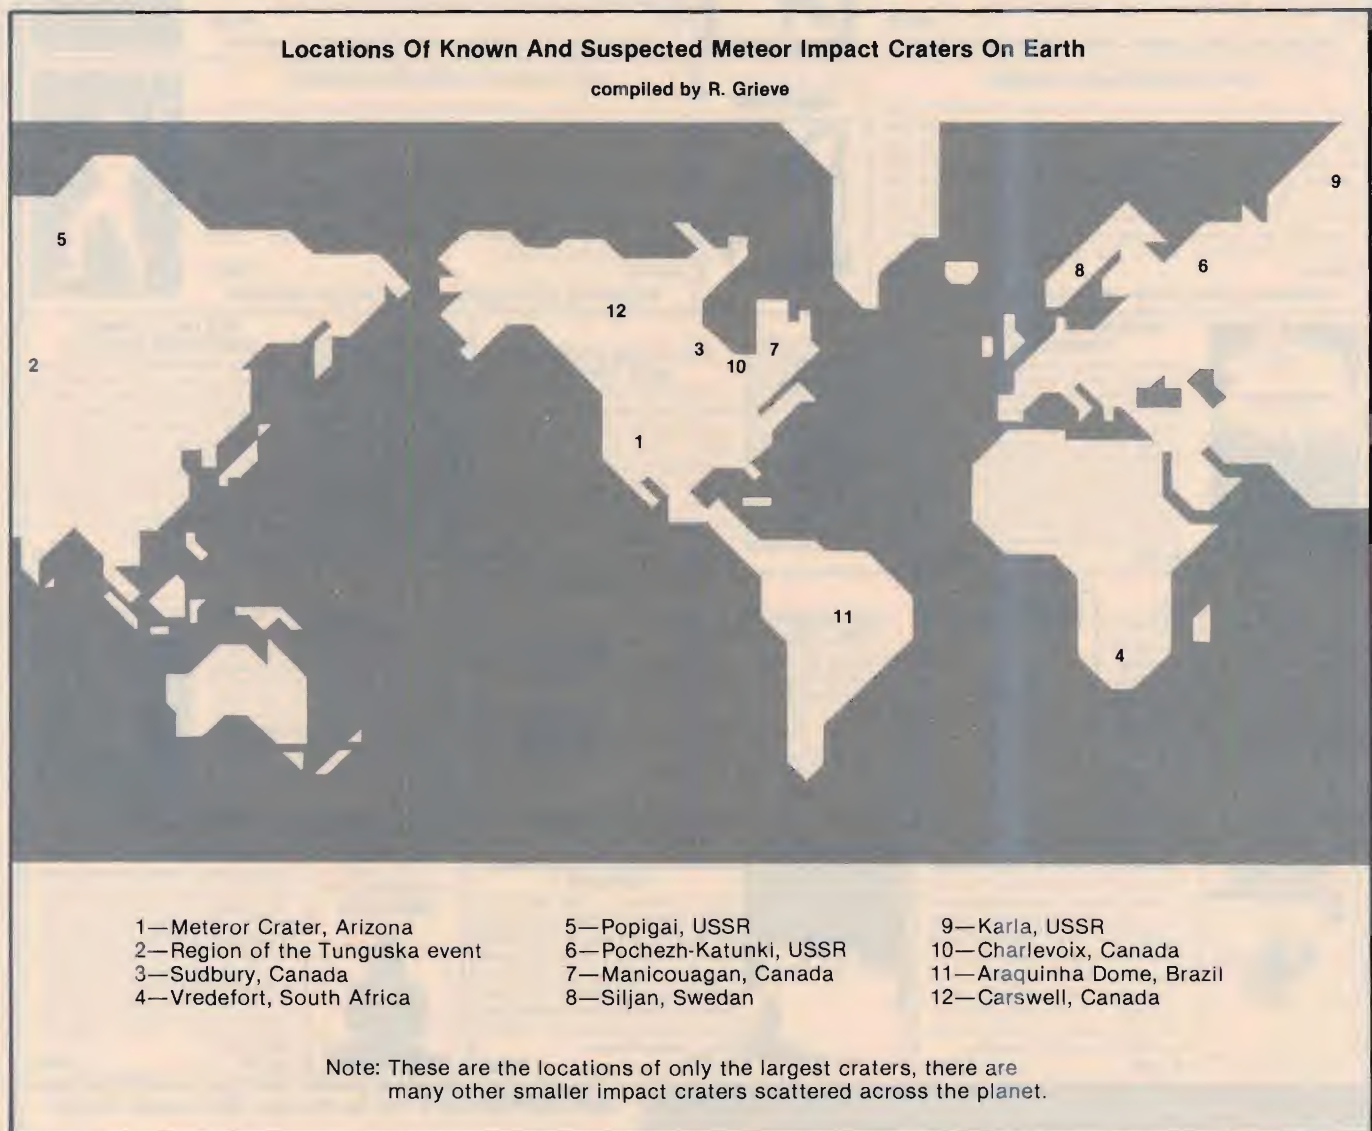 Locations Of Known And Suspected Meteor Impact Craters On Earth
compiled by R. Grieve
9
5
8
6
12
3
7
2
10
1
11
4
1—Meteror Crater, Arizona
2—Region of the Tunguska event
3—Sudbury, Canada
4—Vredefort, South Africa
5—Popigai, USSR
6—Pochezh-Katunki, USSR
7—Manicouagan, Canada
8—Siljan, Swedan
9—Karla, USSR
10—Charlevoix, Canada
11—Araquinha Dome, Brazil
12—Carswell, Canada
Note: These are the locations of only the largest craters, there are
many other smaller impact craters scattered across the planet.